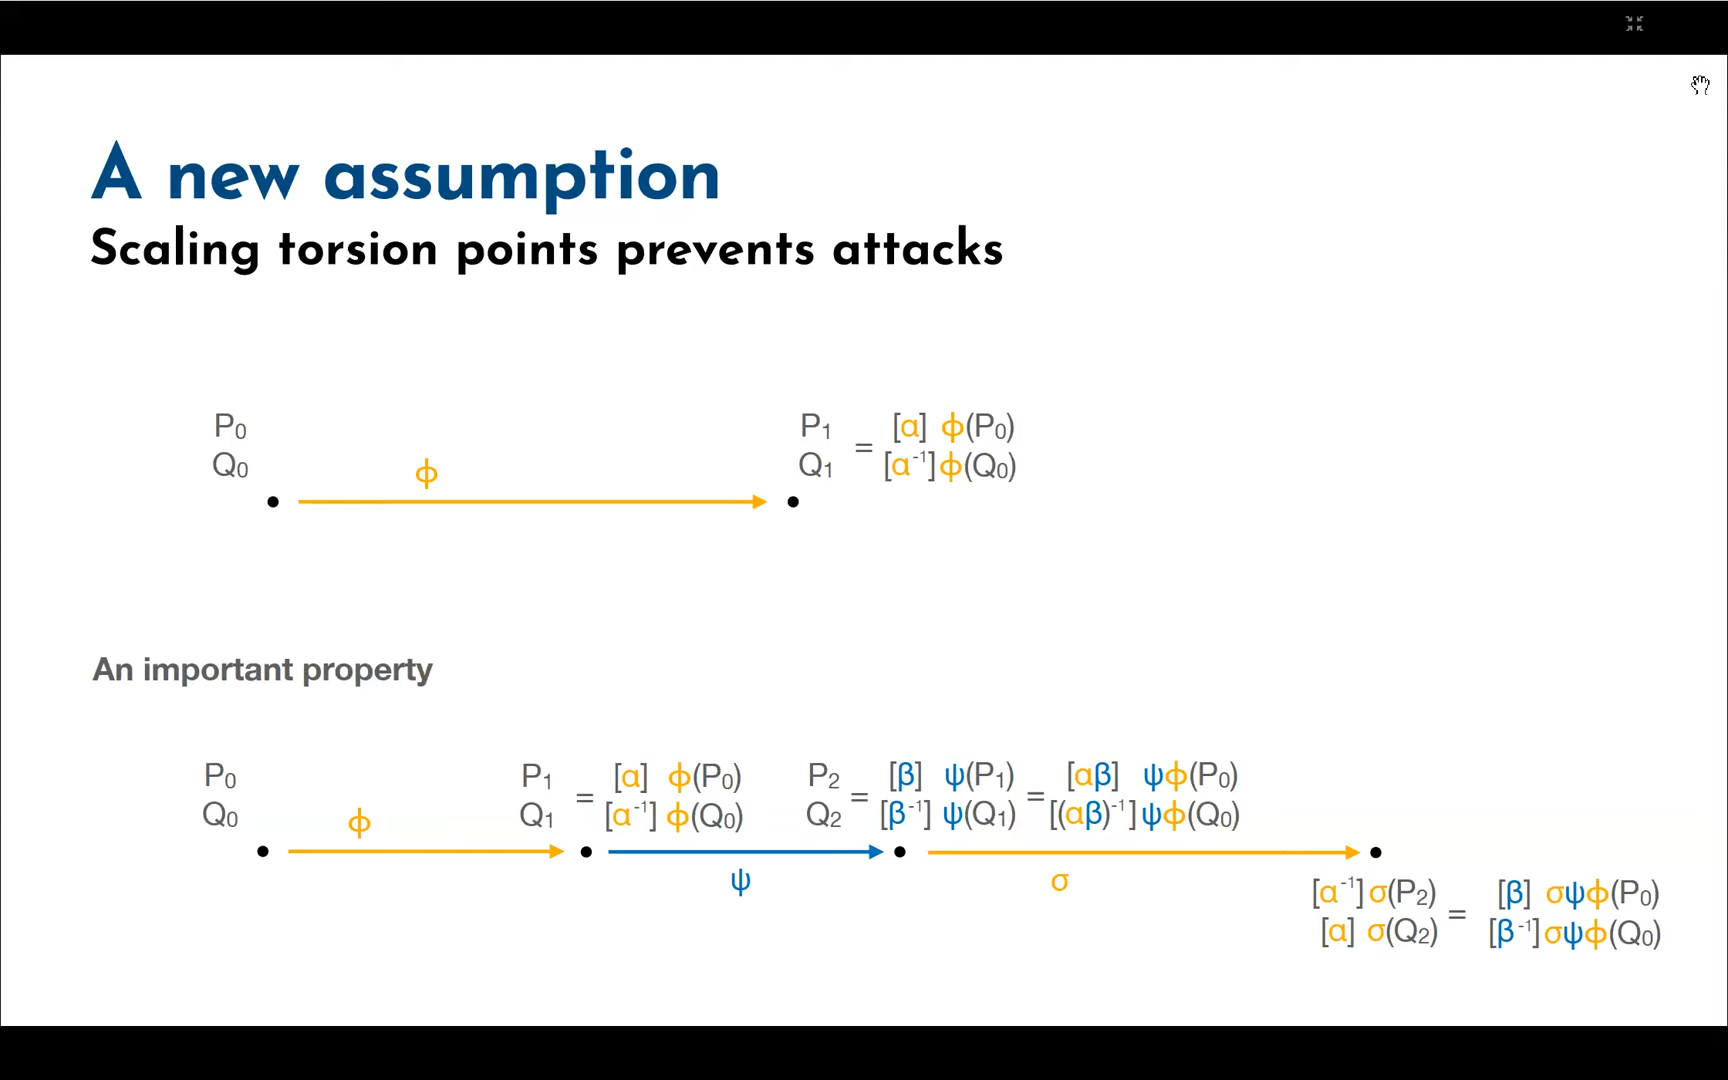 A new assumption
Scaling torsion points prevents attacks
P₀
Q₀
ϕ
P₁
Q₁
=
[α] ϕ(P₀)
[α⁻¹]ϕ(Q₀)
An important property
P₀
Q₀
ϕ
P₁
Q₁
=
[α] ϕ(P₀)
[α⁻¹] ϕ(Q₀)
ψ
P₂
Q₂
=
[β] ψ(P₁)
[β⁻¹] ψ(Q₁)
=
[αβ] ψϕ(P₀)
[(αβ)⁻¹]ψϕ(Q₀)
σ
[α⁻¹]σ(P₂)
[α] σ(Q₂)
=
[β] σψϕ(P₀)
[β⁻¹]σψϕ(Q₀)